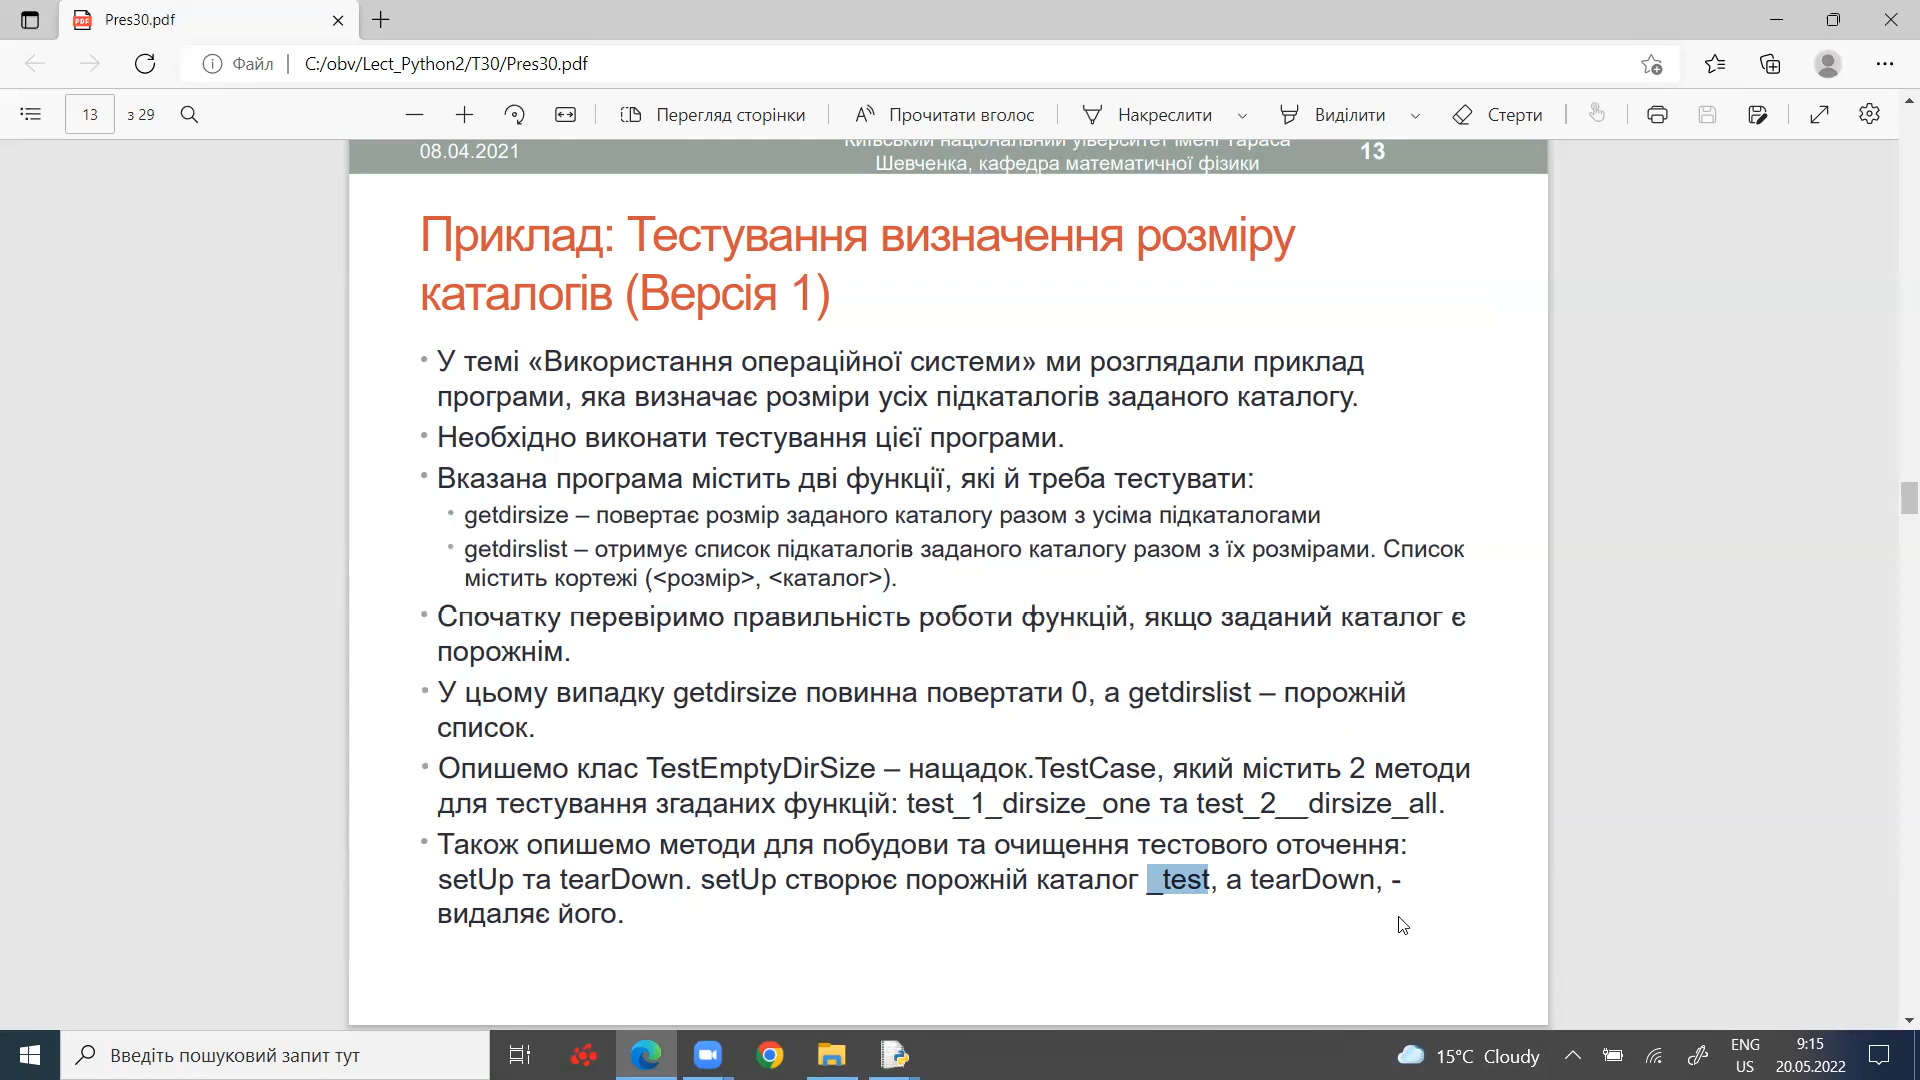 Pres30.pdf
Файл
C:/obv/Lect_Python2/T30/Pres30.pdf
13
з 29
Перегляд сторінки
Прочитати вголос
Накреслити
Виділити
Стерти
08.04.2021
Шевченка, кафедра математичної фізики
13
Приклад: Тестування визначення розміру
каталогів (Версія 1)
• У темі «Використання операційної системи» ми розглядали приклад
програми, яка визначає розміри усіх підкаталогів заданого каталогу.
• Необхідно виконати тестування цієї програми.
• Вказана програма містить дві функції, які й треба тестувати:
• getdirsize – повертає розмір заданого каталогу разом з усіма підкаталогами
• getdirslist – отримує список підкаталогів заданого каталогу разом з їх розмірами. Список
містить кортежі (<розмір>, <каталог>).
• Спочатку перевіримо правильність роботи функцій, якщо заданий каталог є
порожнім.
• У цьому випадку getdirsize повинна повертати 0, а getdirslist – порожній
список.
• Опишемо клас TestEmptyDirSize – нащадок.TestCase, який містить 2 методи
для тестування згаданих функцій: test_1_dirsize_one та test_2__dirsize_all.
• Також опишемо методи для побудови та очищення тестового оточення:
setUp та tearDown. setUp створює порожній каталог _test, а tearDown, -
видаляє його.
Введіть пошуковий запит тут
15°C Cloudy
ENG
US
9:15
20.05.2022